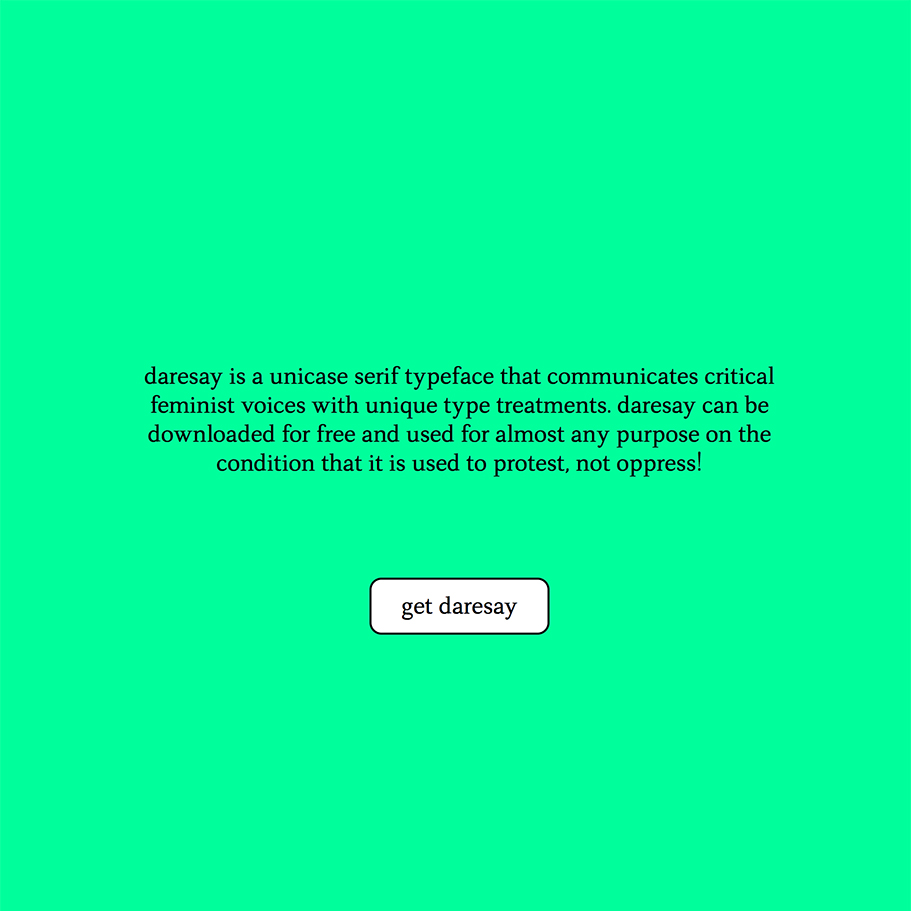 daresay is a unicase serif typeface that communicates critical
feminist voices with unique type treatments. daresay can be
downloaded for free and used for almost any purpose on the
condition that it is used to protest, not oppress!
get daresay